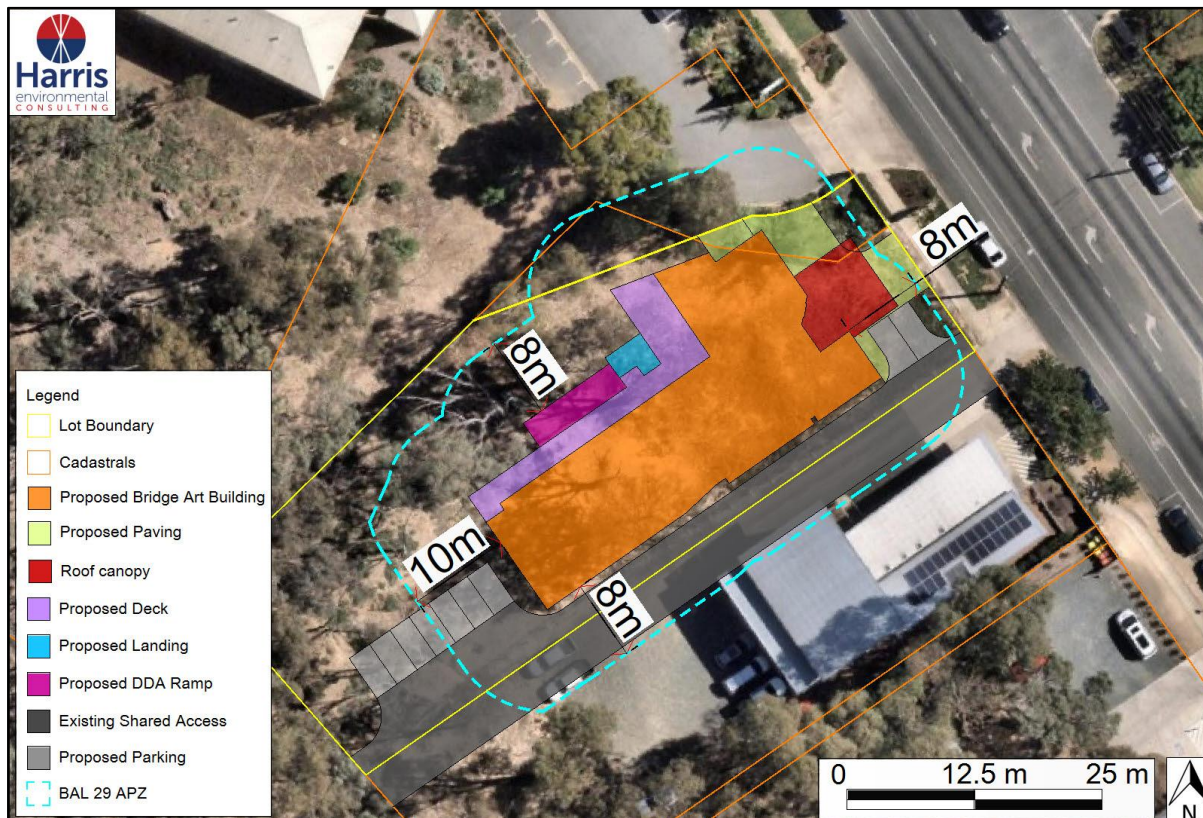 Harris
environmental
CONSULTING
8m
8m
10m
8m
Legend
Lot Boundary
Cadastrals
Proposed Bridge Art Building
Proposed Paving
Roof canopy
Proposed Deck
Proposed Landing
Proposed DDA Ramp
Existing Shared Access
Proposed Parking
BAL 29 APZ
0 12.5 m 25 m
N